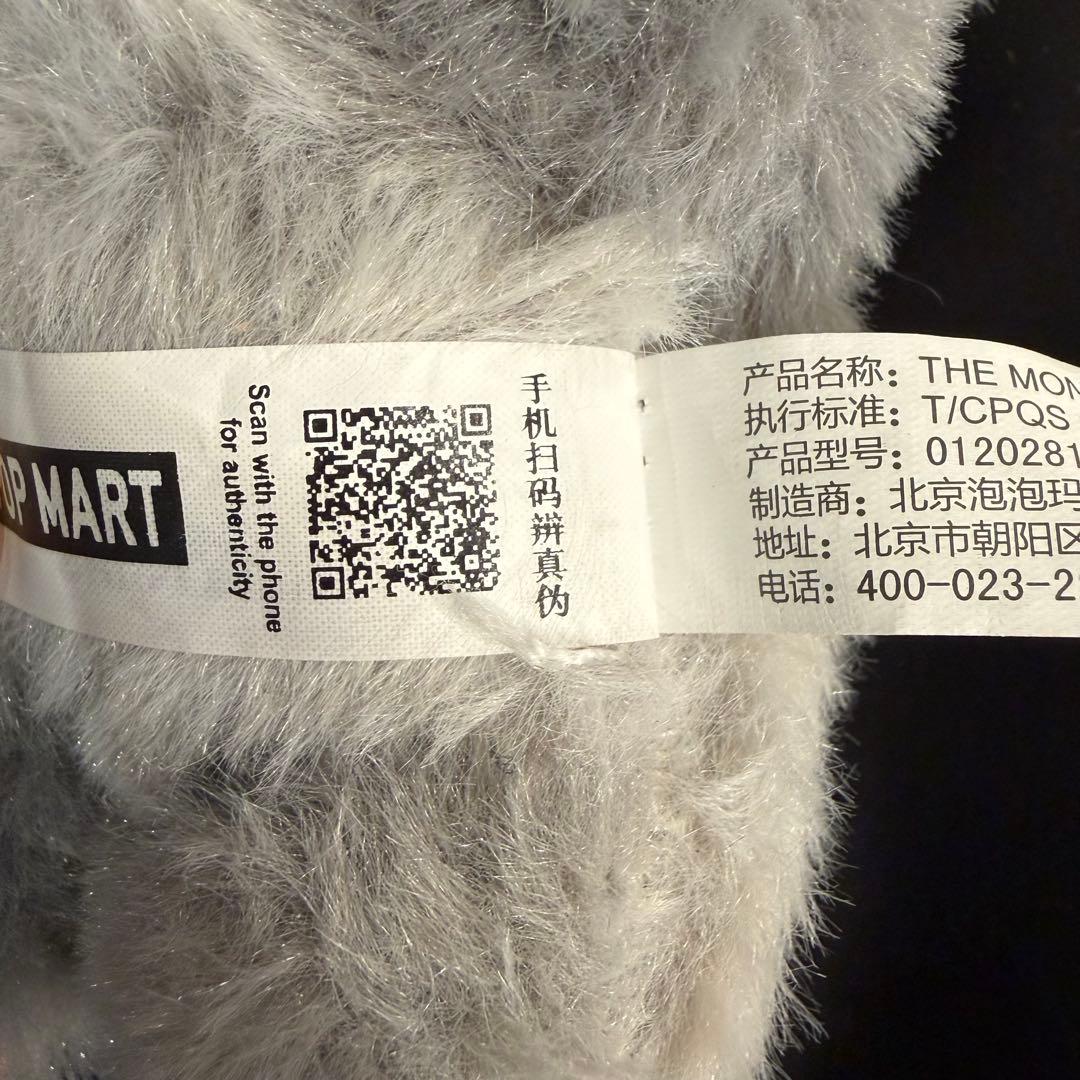 OP MART
Scan with the phone
for authenticity
手机扫码辨真伪
产品名称：THE MON
执行标准：T/CPQS
产品型号：0120281
制造商：北京泡泡玛
地址：北京市朝阳区
电话：400-023-2